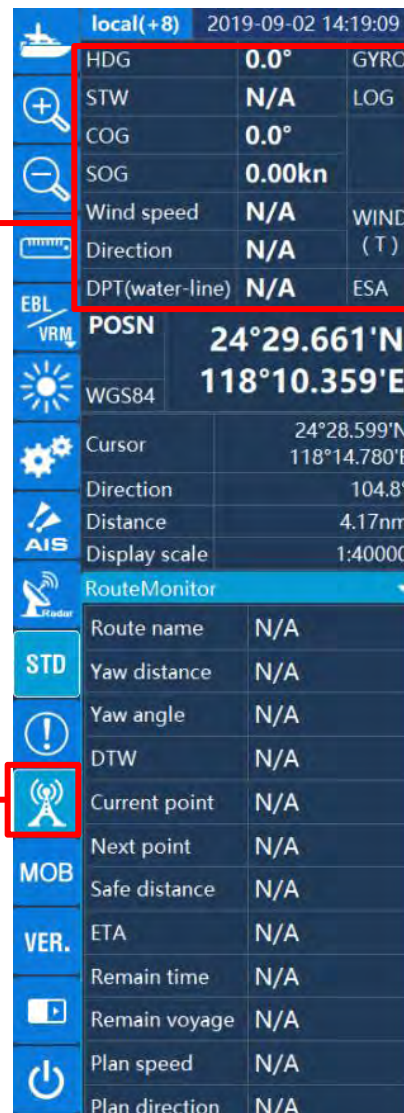 local(+8) 2019-09-02 14:19:09
HDG 0.0° GYRO
STW N/A LOG
COG 0.0°
SOG 0.00kn
Wind speed N/A WIND
Direction N/A (T)
DPT(water-line) N/A ESA
EBL
VRM
POSN 24°29.661'N
WGS84 118°10.359'E
Cursor 24°28.599'N
118°14.780'E
Direction 104.8°
AIS
Distance 4.17nm
Display scale 1:40000
Radar
RouteMonitor
Route name N/A
STD
Yaw distance N/A
Yaw angle N/A
DTW N/A
Current point N/A
Next point N/A
MOB
Safe distance N/A
VER.
ETA N/A
Remain time N/A
Remain voyage N/A
Plan speed N/A
Plan direction N/A